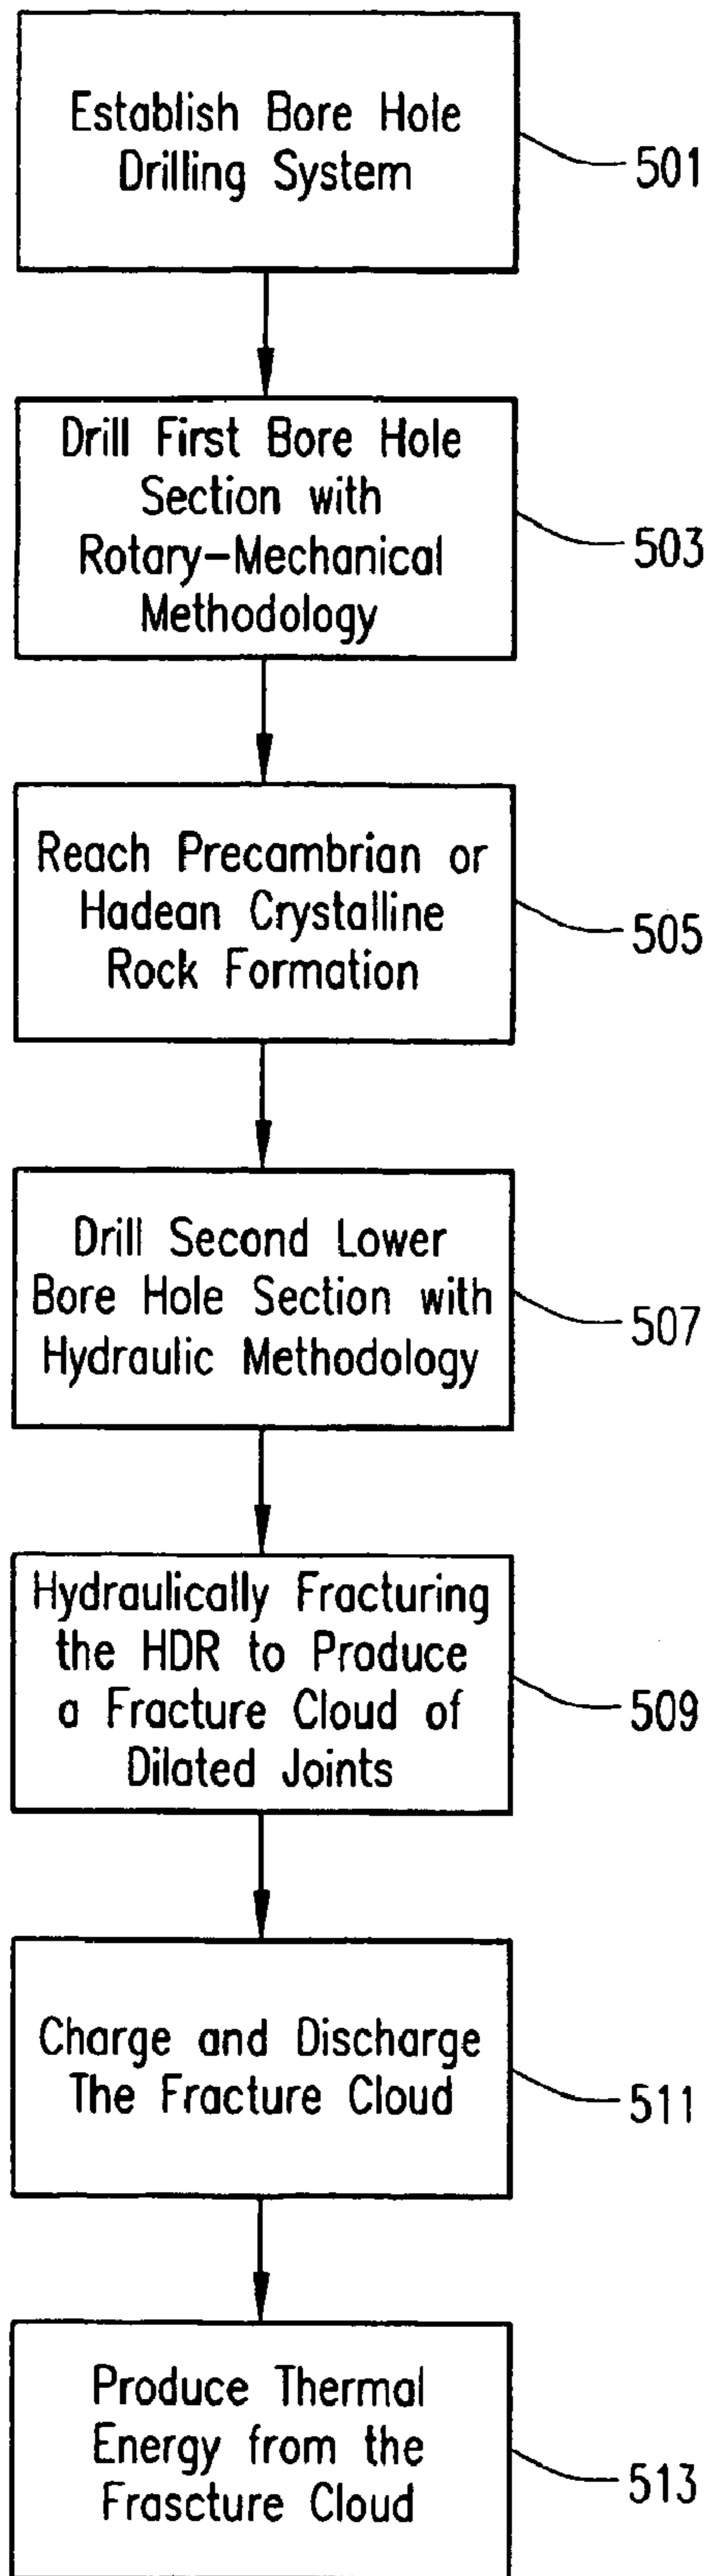 Establish Bore Hole
Drilling System
501
Drill First Bore Hole
Section with
Rotary-Mechanical
Methodology
503
Reach Precambrian or
Hadean Crystalline
Rock Formation
505
Drill Second Lower
Bore Hole Section with
Hydraulic Methodology
507
Hydraulically Fracturing
the HDR to Produce
a Fracture Cloud of
Dilated Joints
509
Charge and Discharge
The Fracture Cloud
511
Produce Thermal
Energy from the
Frascture Cloud
513